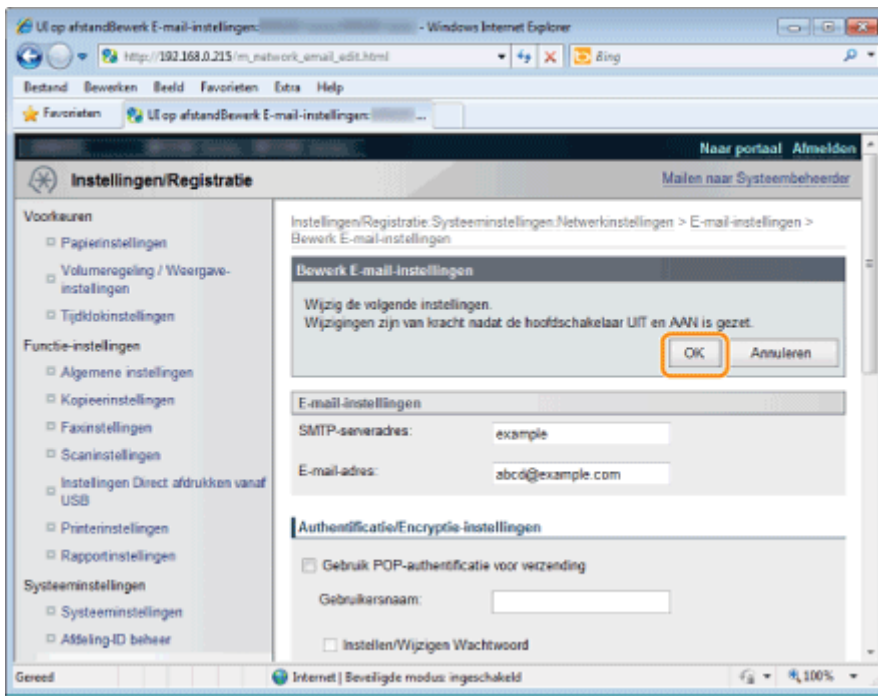 UI op afstandBewerk E-mail-instellingen: - Windows Internet Explorer
http://192.168.0.215/m_network_email_edit.html
Bing
Bestand Bewerken Beeld Favorieten Extra Help
Favorieten
UI op afstandBewerk E-mail-instellingen: ...
Naar portaal Afmelden
Instellingen/Registratie
Mailen naar Systeembeheerder
Voorkeuren
Papierinstellingen
Volumeregeling / Weergave-
instellingen
Tijdklokinstellingen
Functie-instellingen
Algemene instellingen
Kopieerinstellingen
Faxinstellingen
Scaninstellingen
Instellingen Direct afdrukken vanaf
USB
Printerinstellingen
Rapportinstellingen
Systeeminstellingen
Systeeminstellingen
Afdeling-ID beheer
Instellingen/Registratie:Systeeminstellingen:Netwerkinstellingen > E-mail-instellingen >
Bewerk E-mail-instellingen
Bewerk E-mail-instellingen
Wijzig de volgende instellingen.
Wijzigingen zijn van kracht nadat de hoofdschakelaar UIT en AAN is gezet.
OK Annuleren
E-mail-instellingen
SMTP-serveradres: example
E-mail-adres: abcd@example.com
Authentificatie/Encryptie-instellingen
Gebruik POP-authentificatie voor verzending
Gebruikersnaam:
Instellen/Wijzigen Wachtwoord
Gereed
Internet | Beveiligde modus: ingeschakeld
100%